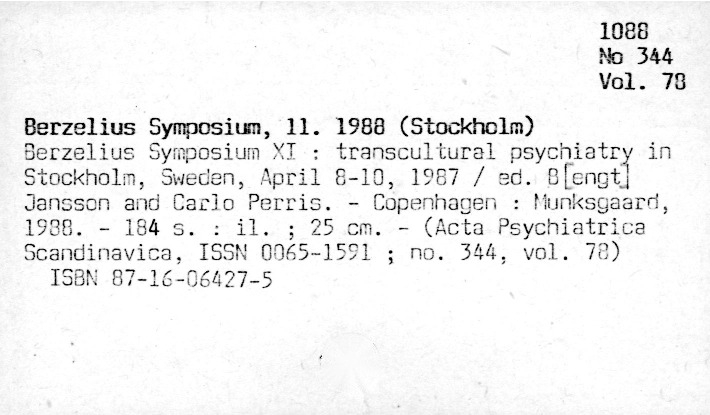 1088
No 344
Vol. 78
Berzelius Symposium, 11. 1988 (Stockholm)
Berzelius Symposium XI : transcultural psychiatry in
Stockholm, Sweden, April 8-10, 1987 / ed. B[engt]
Jansson and Carlo Perris. - Copenhagen : Munksgaard,
1988. - 184 s. : il. ; 25 cm. - (Acta Psychiatrica
Scandinavica, ISSN 0065-1591 ; no. 344, vol. 78)
ISBN 87-16-06427-5